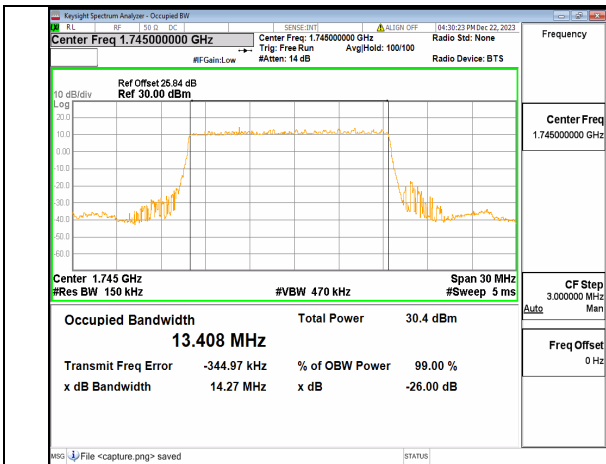 Keysight Spectrum Analyzer - Occupied BW
RL RF 50 Ω DC SENSE:INT ALIGN OFF 04:30:23 PM Dec 22, 2023
Center Freq 1.745000000 GHz
Center Freq: 1.745000000 GHz
Radio Std: None
Trig: Free Run Avg|Hold: 100/100
#IFGain:Low #Atten: 14 dB Radio Device: BTS
Frequency
Ref Offset 25.84 dB
10 dB/div Ref 30.00 dBm
Log
20.0
10.0
0.00
-10.0
-20.0
-30.0
-40.0
-50.0
-60.0
Center Freq
1.745000000 GHz
Center 1.745 GHz Span 30 MHz
#Res BW 150 kHz #VBW 470 kHz #Sweep 5 ms
CF Step
3.000000 MHz
Auto Man
Occupied Bandwidth Total Power 30.4 dBm
13.408 MHz
Transmit Freq Error -344.97 kHz % of OBW Power 99.00 %
x dB Bandwidth 14.27 MHz x dB -26.00 dB
Freq Offset
0 Hz
MSG File <capture.png> saved STATUS